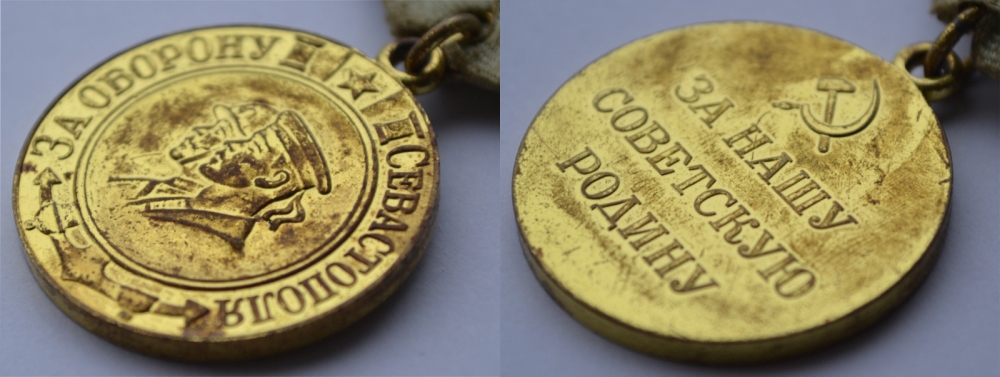 ЗА ОБОРОНУ
СЕВАСТОПОЛЯ
ЗА НАШУ
СОВЕТСКУЮ
РОДИНУ